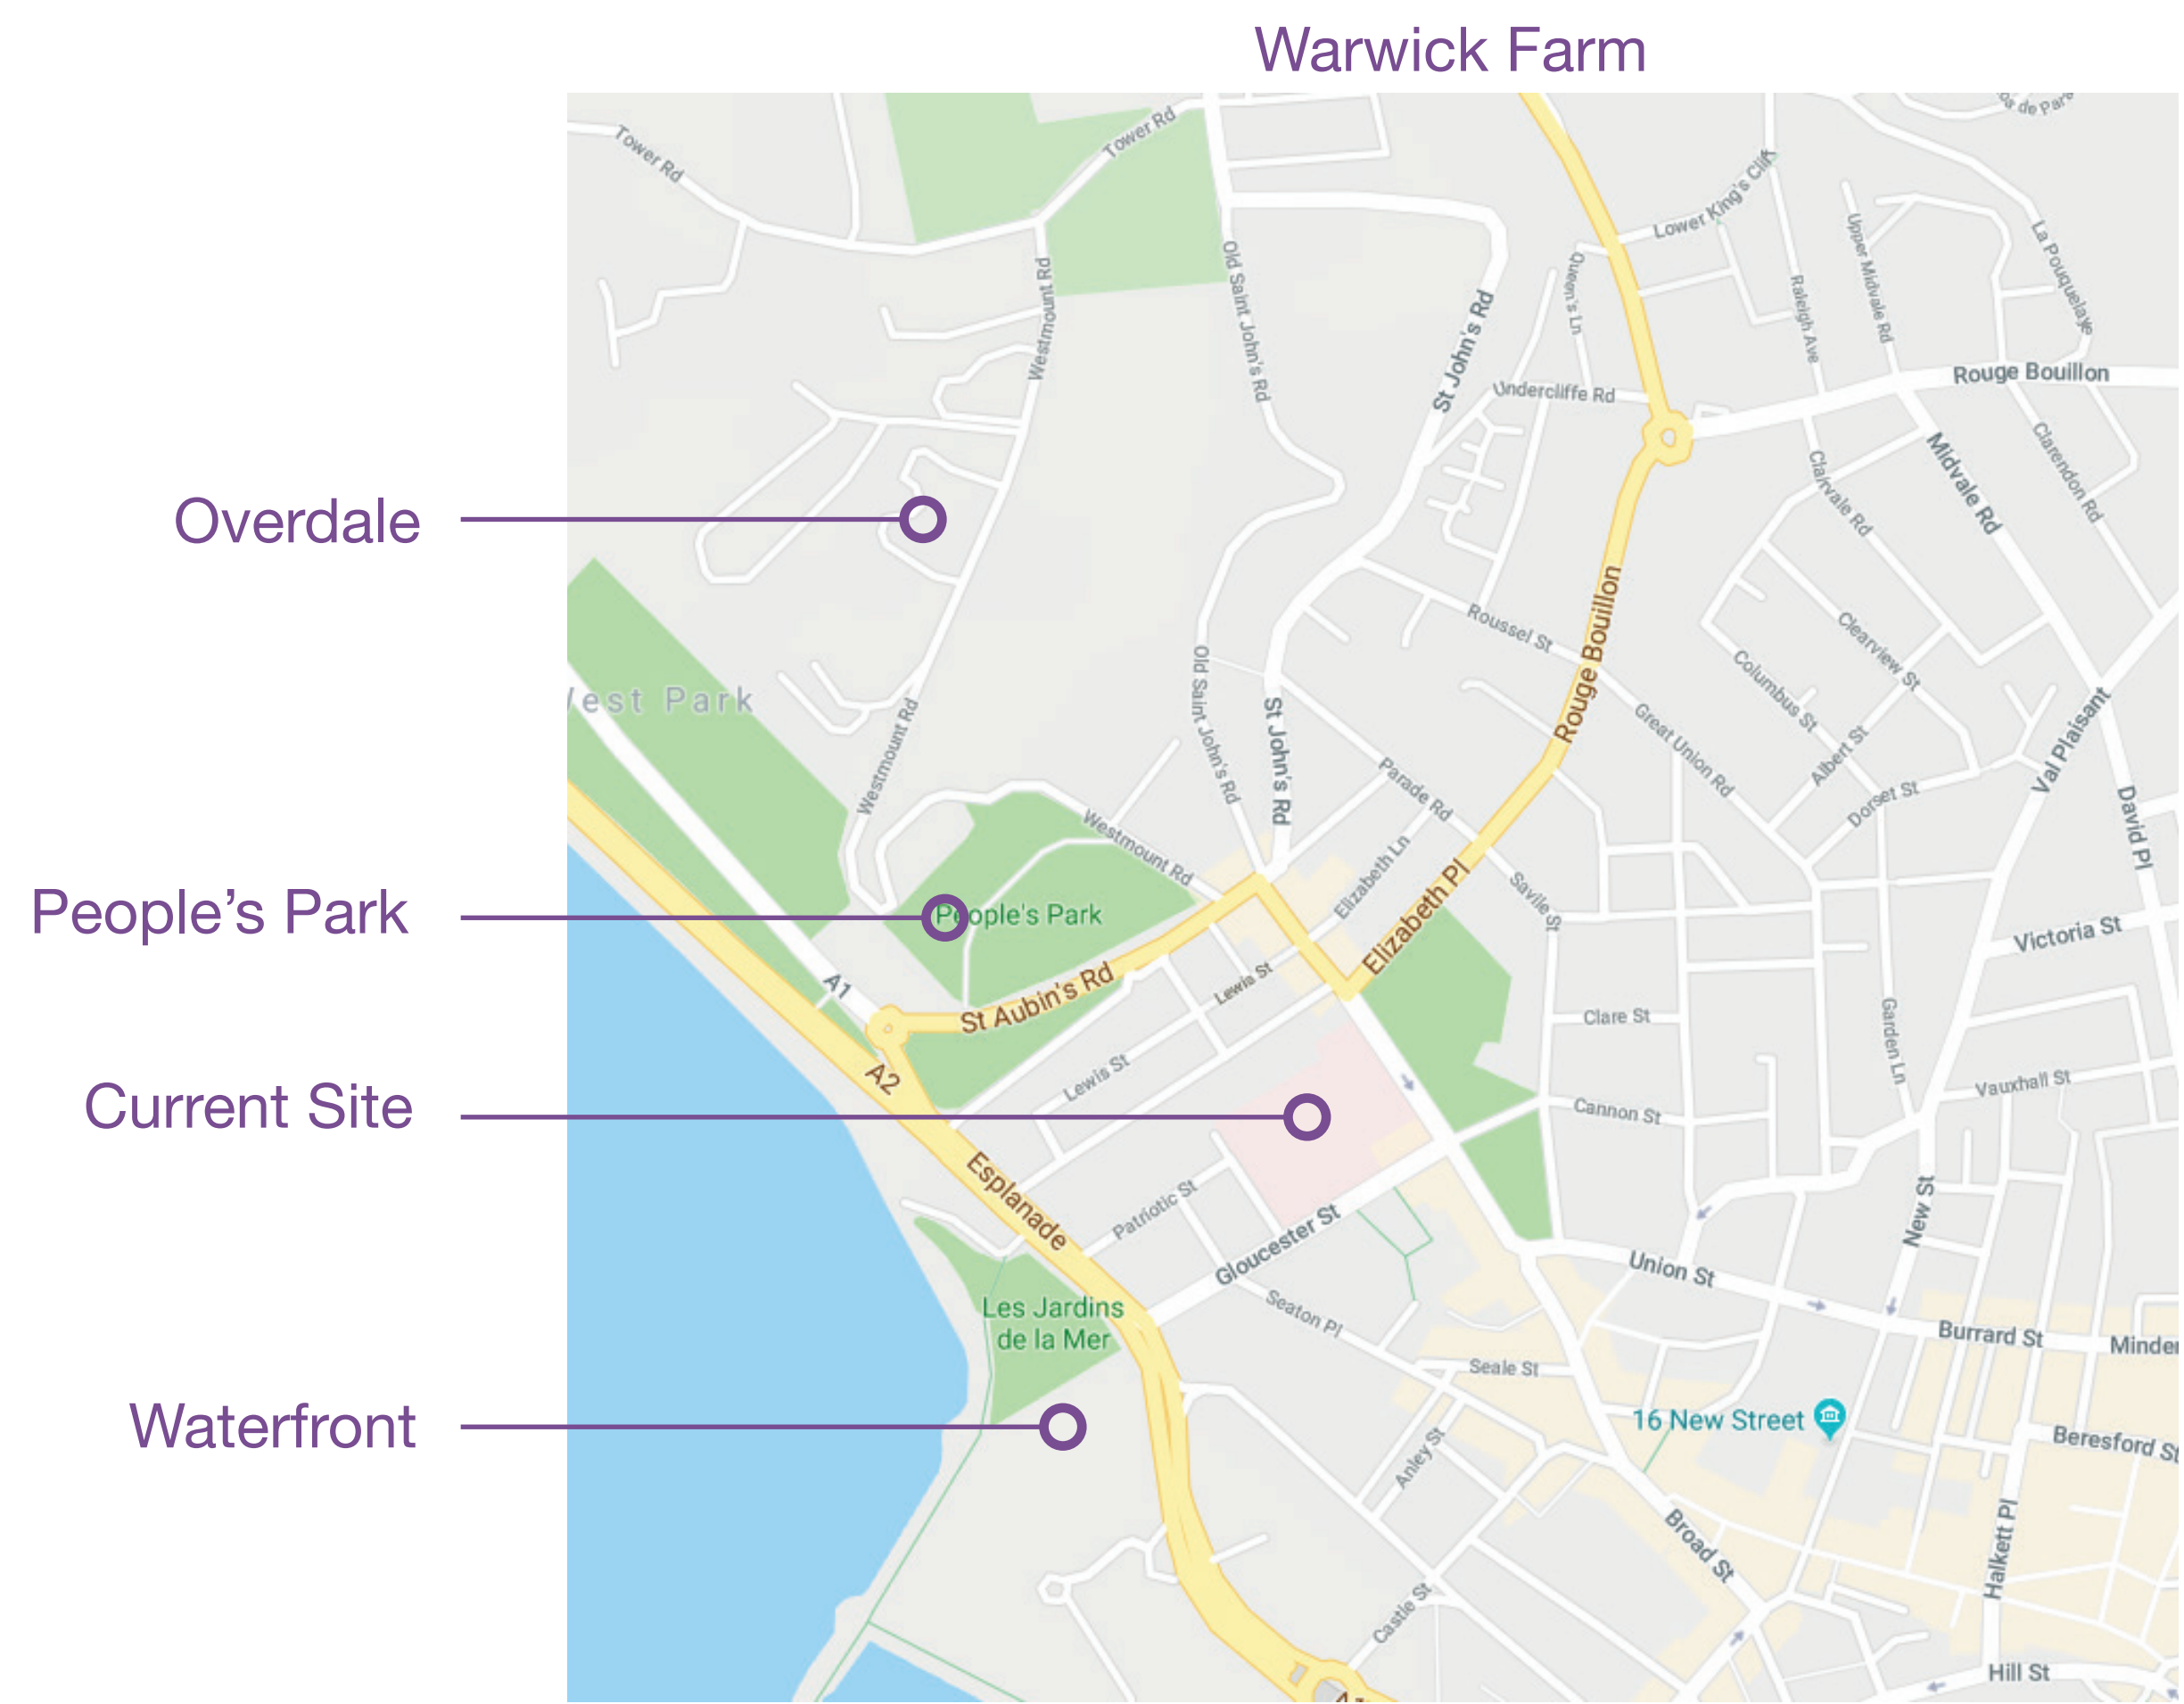 Warwick Farm
Tower Rd
Tower Rd
de Para
Lower King's Cliff
Westmount Rd
Old Saint John's Rd
Queen's Ln
Raleigh Ave
Upper Midvale Rd
La Pouquelaye
St John's Rd
Undercliffe Rd
Rouge Bouillon
Clairvale Rd
Midvale Rd
Clarendon Rd
Overdale
Roussel St
Rouge Bouillon
Clearview St
Columbus St
West Park
Old Saint John's Rd
St John's Rd
Great Union Rd
Albert St
Val Plaisant
Westmount Rd
Parade Rd
Dorset St
David Pl
Westmount Rd
Elizabeth Ln
Elizabeth Pl
Savile St
People's Park
People's Park
Victoria St
A1
St Aubin's Rd
Lewis St
Clare St
Garden Ln
A2
Lewis St
Vauxhall St
Current Site
Cannon St
Esplanade
Patriotic St
New St
Gloucester St
Union St
Les Jardins
de la Mer
Seaton Pl
Burrard St
Minden
Seale St
Waterfront
16 New Street
Anley St
Beresford St
Broad St
Halkett Pl
Castle St
Hill St